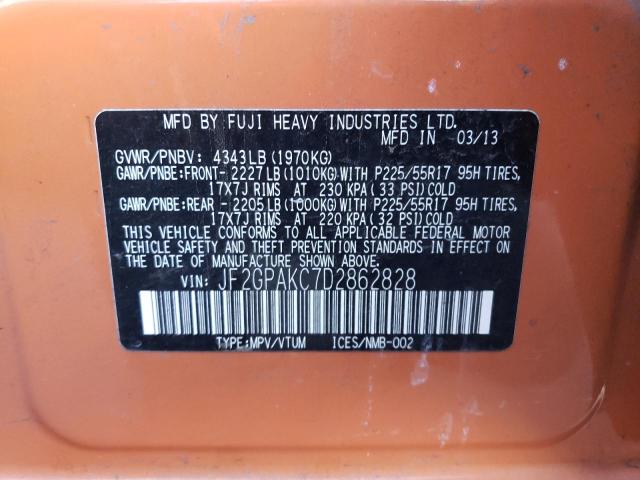 MFD BY FUJI HEAVY INDUSTRIES LTD.
MFD IN 03/13
GVWR/PNBV: 4343LB (1970KG)
GAWR/PNBE:FRONT- 2227LB (1010KG)WITH P225/55R17 95H TIRES,
17X7J RIMS AT 230 KPA (33 PSI)COLD
GAWR/PNBE:REAR - 2205LB (1000KG)WITH P225/55R17 95H TIRES,
17X7J RIMS AT 220 KPA (32 PSI)COLD
THIS VEHICLE CONFORMS TO ALL APPLICABLE FEDERAL MOTOR
VEHICLE SAFETY AND THEFT PREVENTION STANDARDS IN EFFECT ON
THE DATE OF MANUFACTURE SHOWN ABOVE.
VIN: JF2GPAKC7D2862828
TYPE:MPV/VTUM ICES/NMB-002